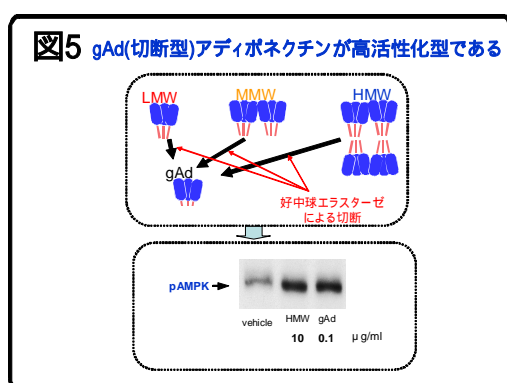 図5 gAd(切断型)アディポネクチンが高活性化型である
LMW MMW HMW
gAd
好中球エラスターゼ
による切断
pAMPK
vehicle HMW gAd
10 0.1 μg/ml